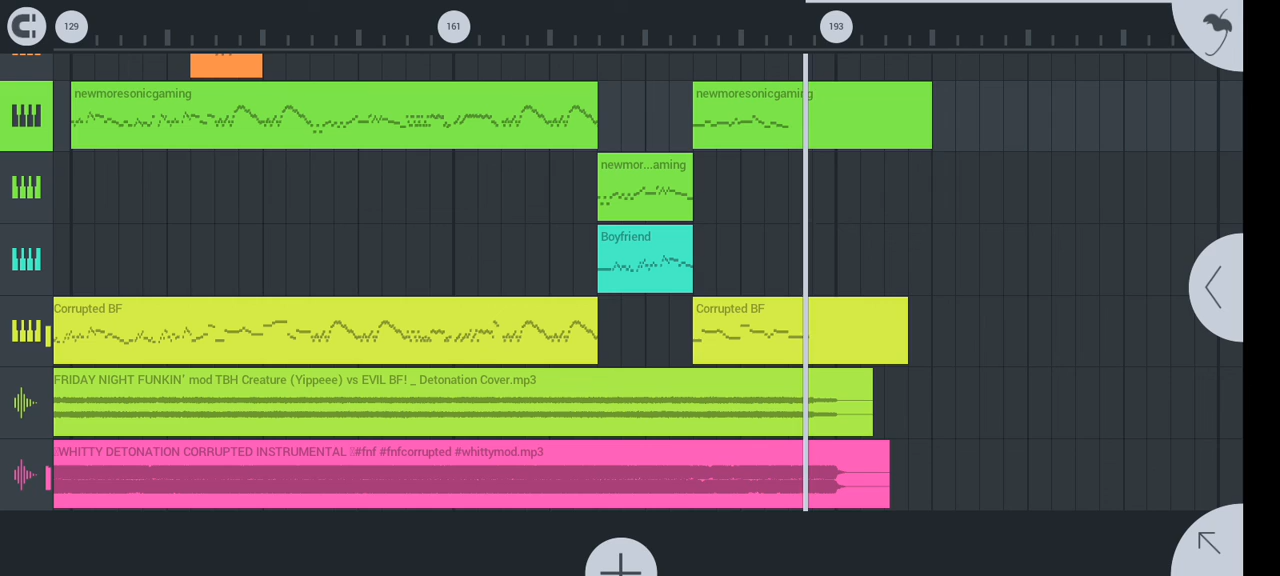 129 161 193
newmoresonicgaming newmoresonicgaming
newmor...aming
Boyfriend
Corrupted BF Corrupted BF
FRIDAY NIGHT FUNKIN' mod TBH Creature (Yippeee) vs EVIL BF! _ Detonation Cover.mp3
WHITTY DETONATION CORRUPTED INSTRUMENTAL #fnf #fnfcorrupted #whittymod.mp3